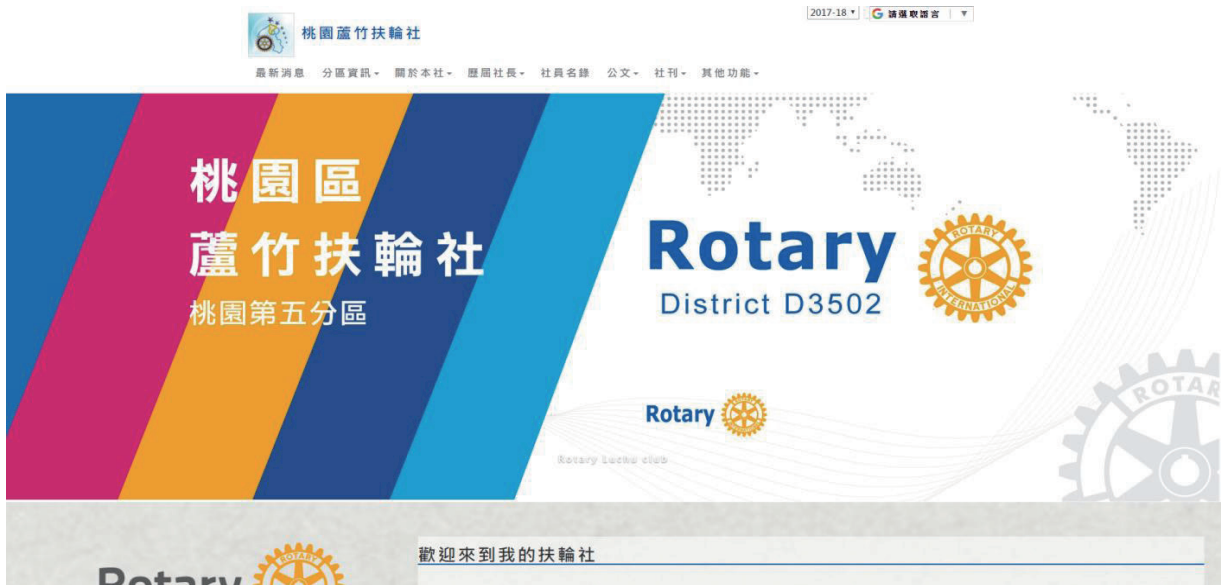 2017-18
請選取語言
桃園蘆竹扶輪社
最新消息 分區資訊 關於本社 歷屆社長 社員名錄 公文 社刊 其他功能
桃園區
蘆竹扶輪社
桃園第五分區
Rotary
District D3502
ROTARY
INTERNATIONAL
Rotary
Rotary Luchu club
ROTAR
歡迎來到我的扶輪社
Rotary
ROTARY